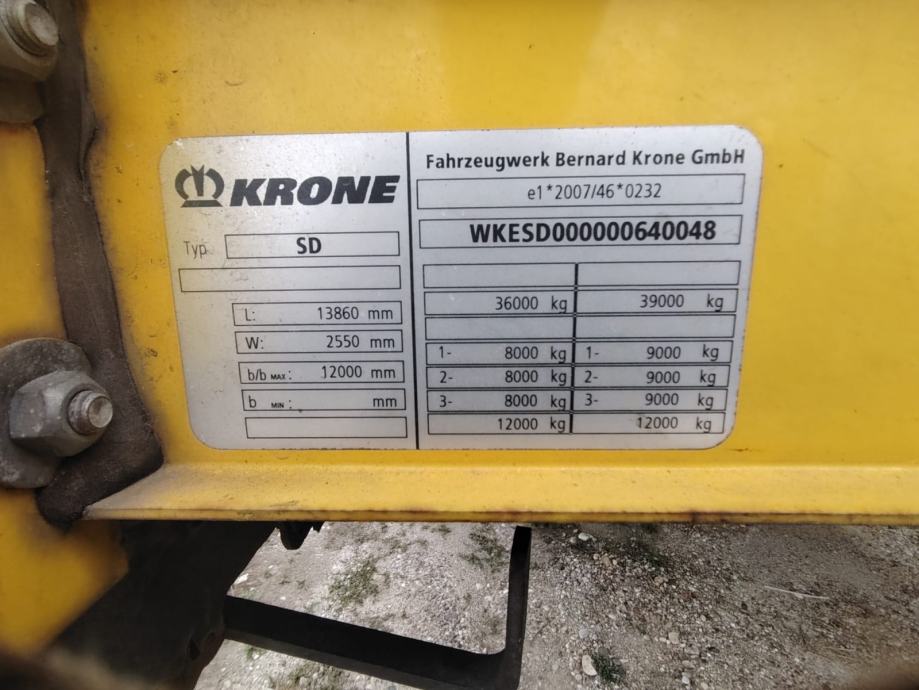 KRONE
Typ SD
L: 13860 mm
W: 2550 mm
b/b MAX: 12000 mm
b MIN: mm
Fahrzeugwerk Bernard Krone GmbH
e1*2007/46*0232
WKESD000000640048
36000 kg 39000 kg
1- 8000 kg 1- 9000 kg
2- 8000 kg 2- 9000 kg
3- 8000 kg 3- 9000 kg
12000 kg 12000 kg